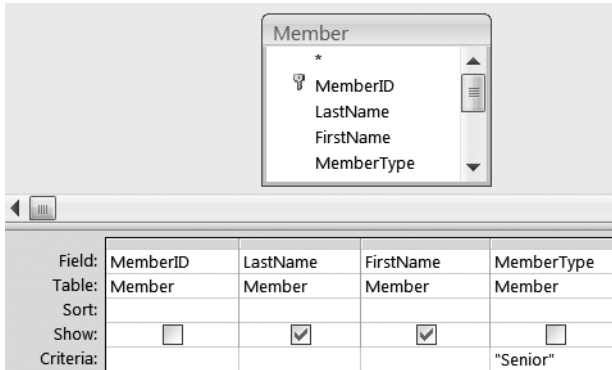 Member
*
MemberID
LastName
FirstName
MemberType
Field: MemberID LastName FirstName MemberType
Table: Member Member Member Member
Sort:
Show:
Criteria: "Senior"